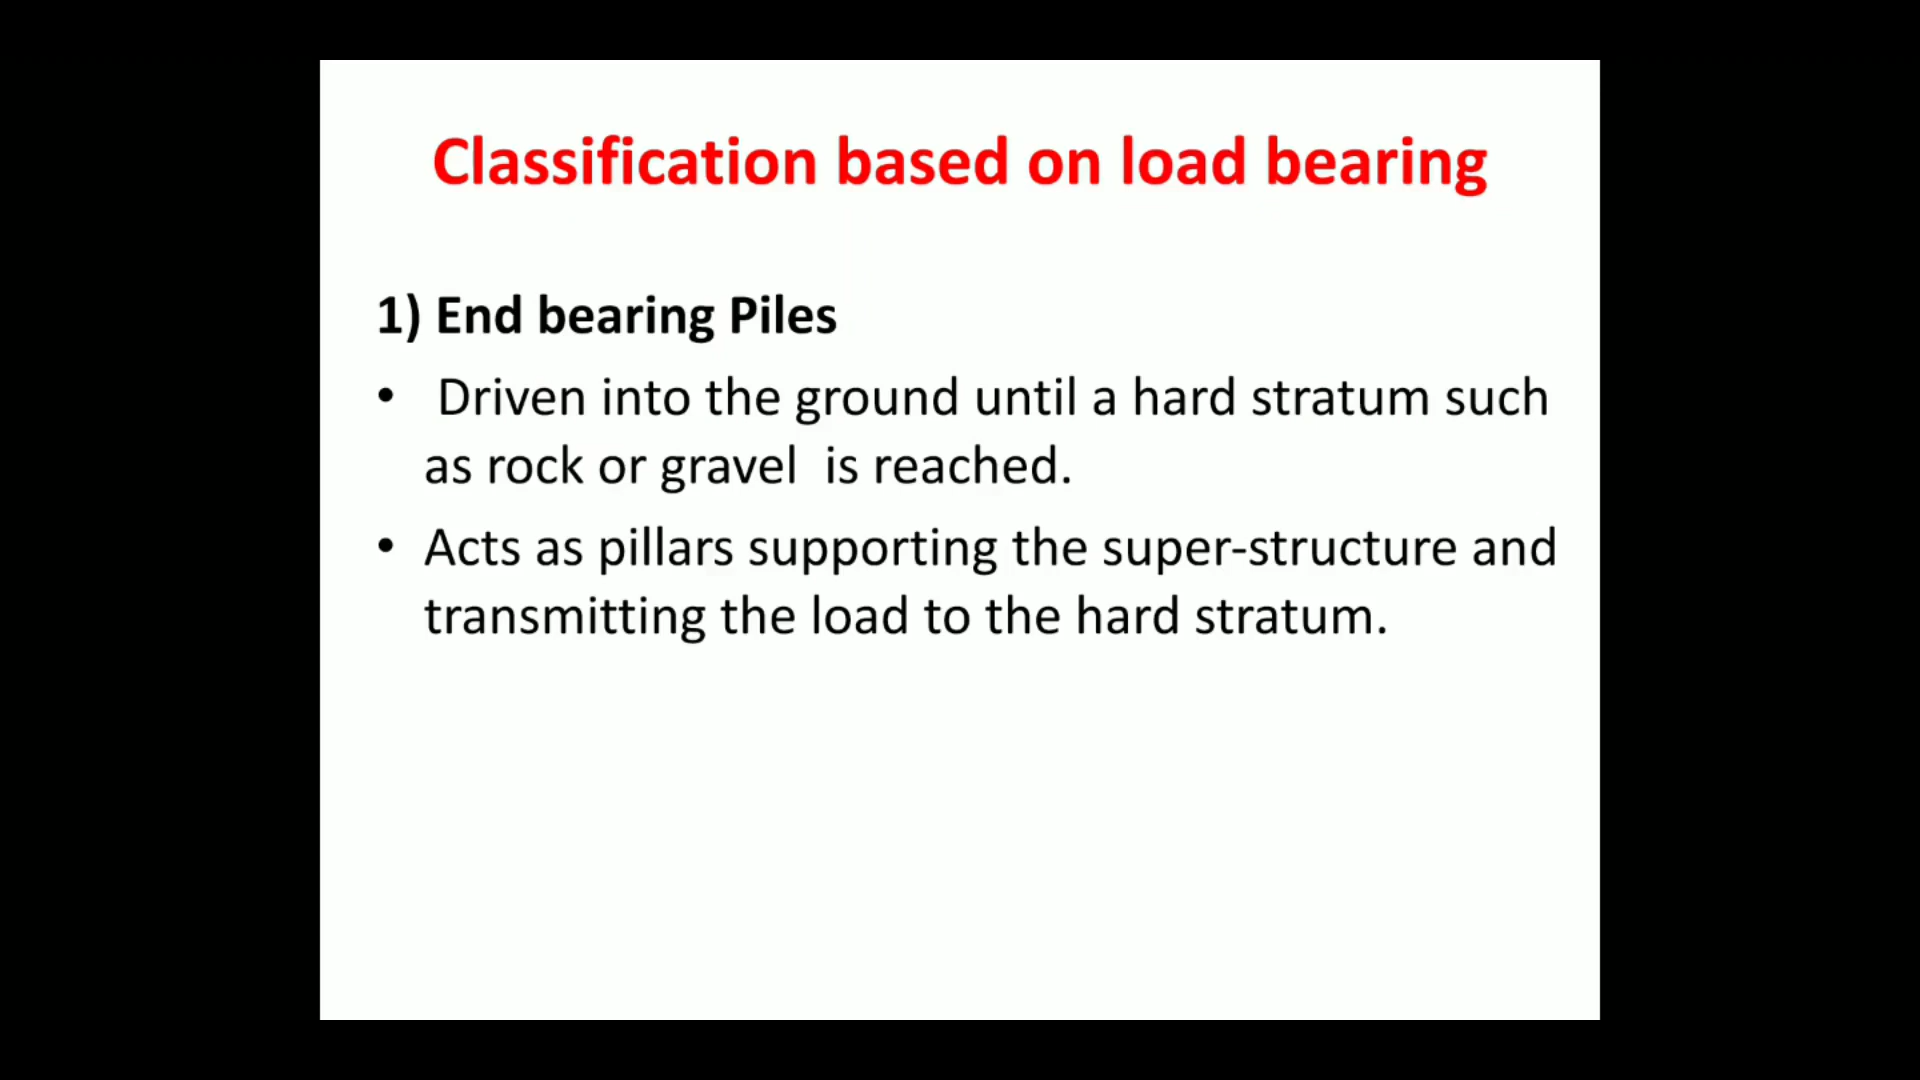 Classification based on load bearing
1) End bearing Piles
• Driven into the ground until a hard stratum such
as rock or gravel is reached.
• Acts as pillars supporting the super-structure and
transmitting the load to the hard stratum.